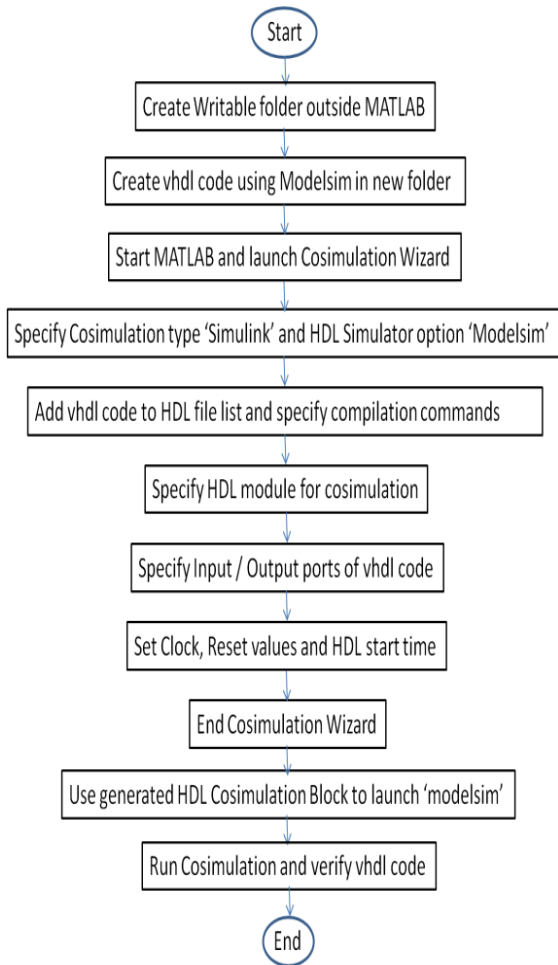 Start
Create Writable folder outside MATLAB
Create vhdl code using Modelsim in new folder
Start MATLAB and launch Cosimulation Wizard
Specify Cosimulation type ‘Simulink’ and HDL Simulator option ‘Modelsim’
Add vhdl code to HDL file list and specify compilation commands
Specify HDL module for cosimulation
Specify Input / Output ports of vhdl code
Set Clock, Reset values and HDL start time
End Cosimulation Wizard
Use generated HDL Cosimulation Block to launch ‘modelsim’
Run Cosimulation and verify vhdl code
End